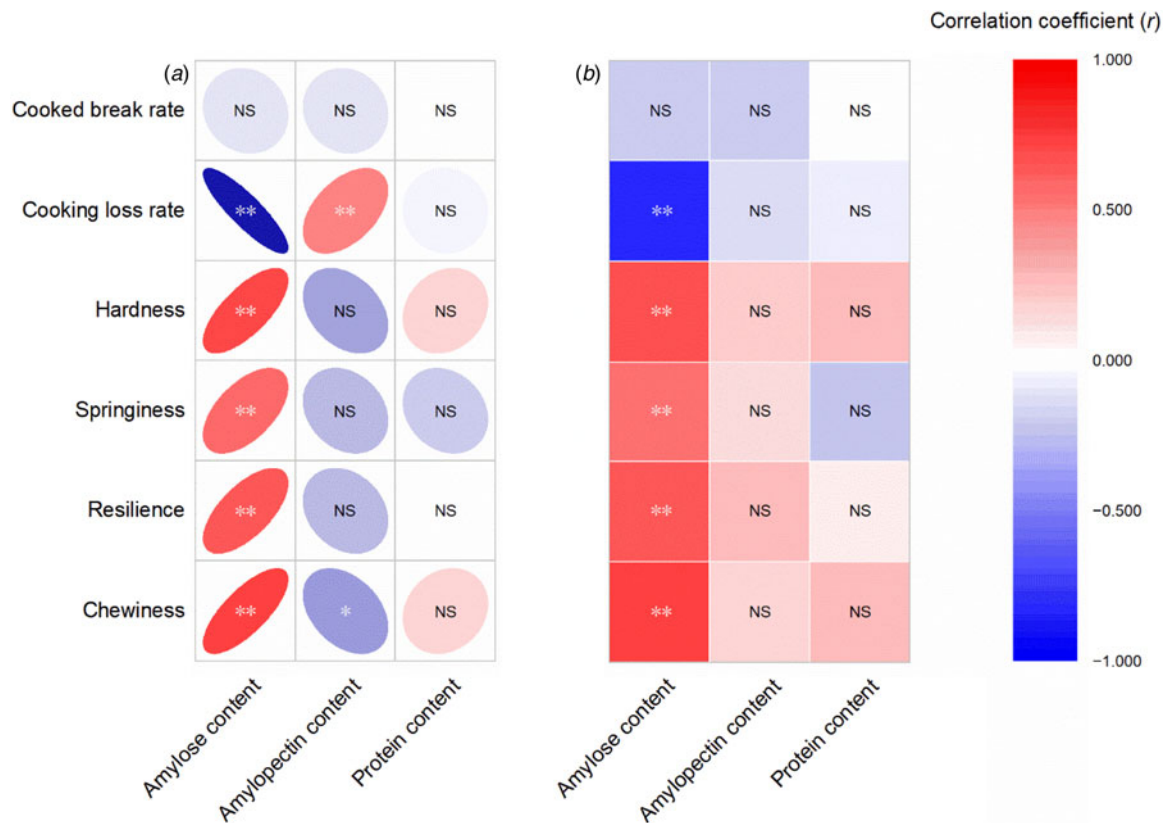 Correlation coefficient (r)
(a)
(b)
Cooked break rate
NS NS NS
NS NS NS
Cooking loss rate
** ** NS
** NS NS
Hardness
** NS NS
** NS NS
Springiness
** NS NS
** NS NS
Resilience
** NS NS
** NS NS
Chewiness
** * NS
** NS NS
Amylose content
Amylopectin content
Protein content
Amylose content
Amylopectin content
Protein content
1.000
0.500
0.000
−0.500
−1.000